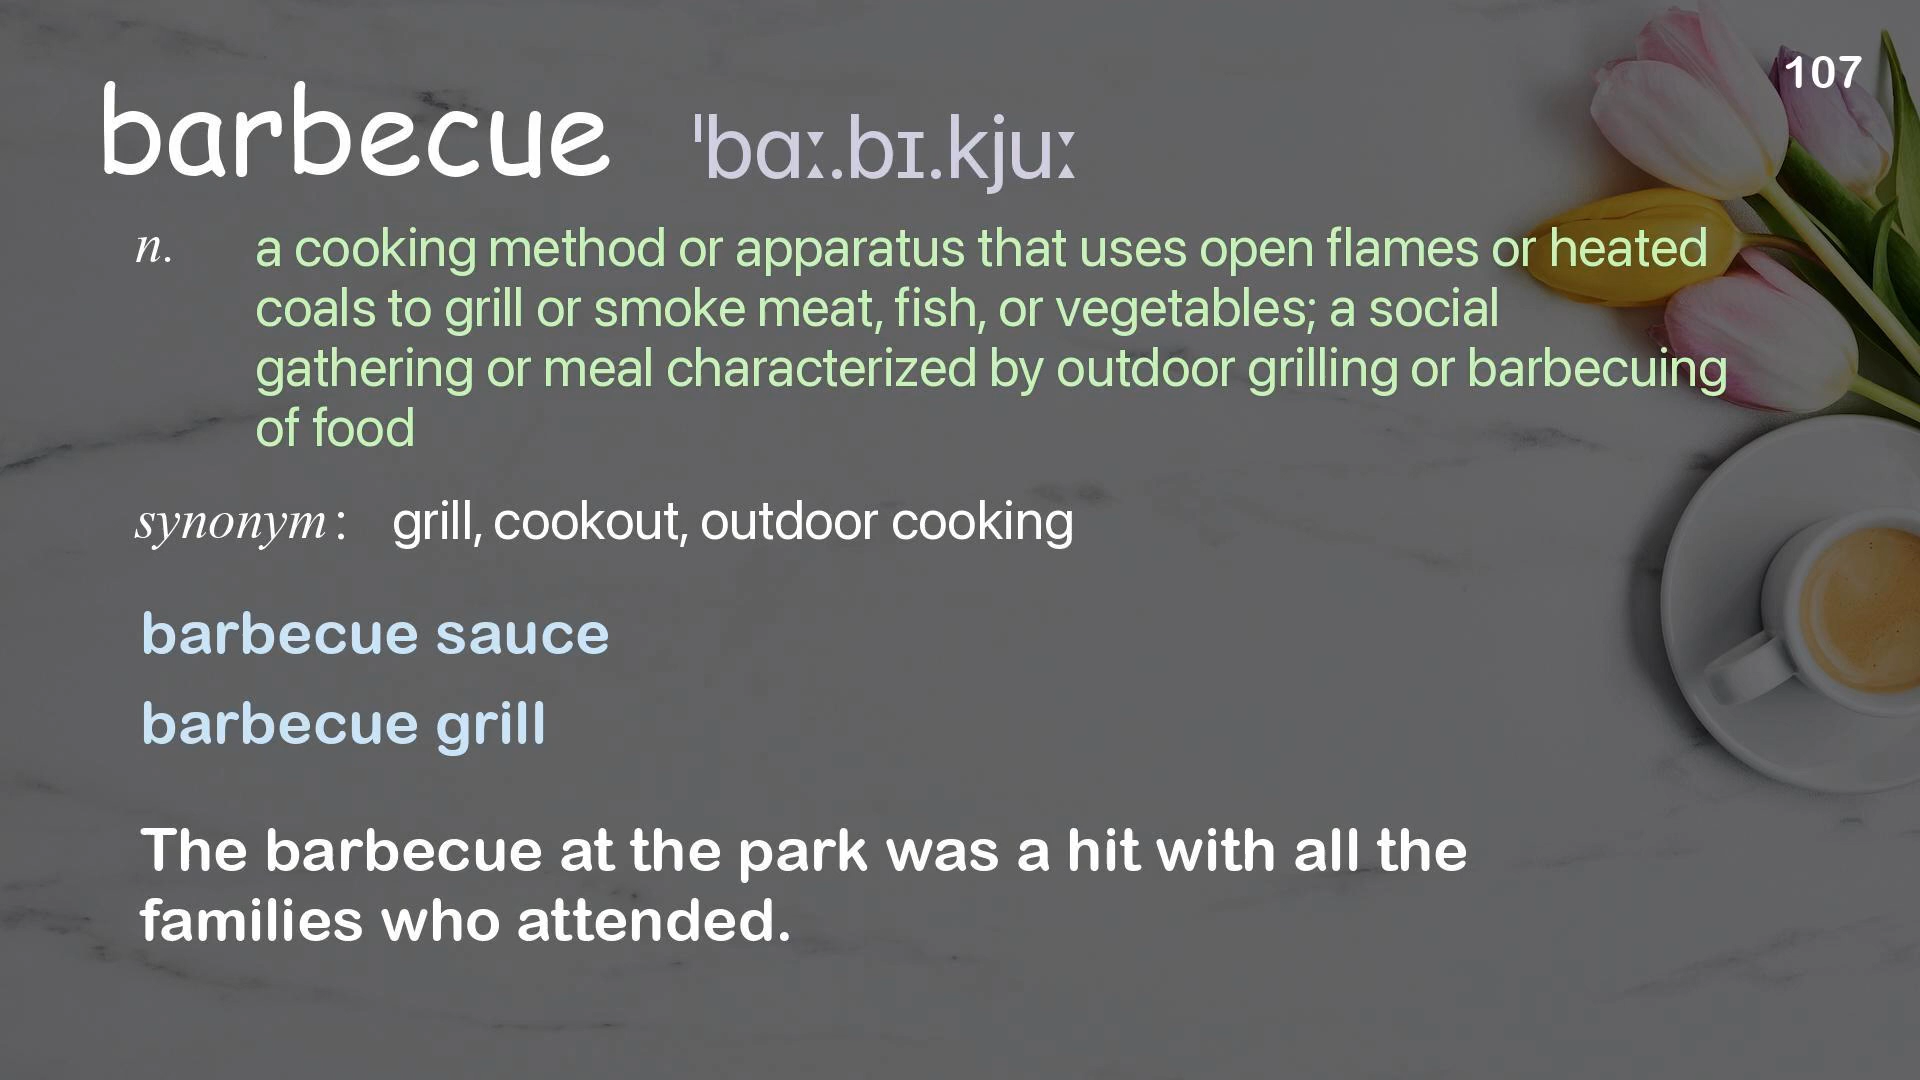 107
barbecue ˈbɑː.bɪ.kjuː
n. a cooking method or apparatus that uses open flames or heated
coals to grill or smoke meat, fish, or vegetables; a social
gathering or meal characterized by outdoor grilling or barbecuing
of food
synonym: grill, cookout, outdoor cooking
barbecue sauce
barbecue grill
The barbecue at the park was a hit with all the
families who attended.